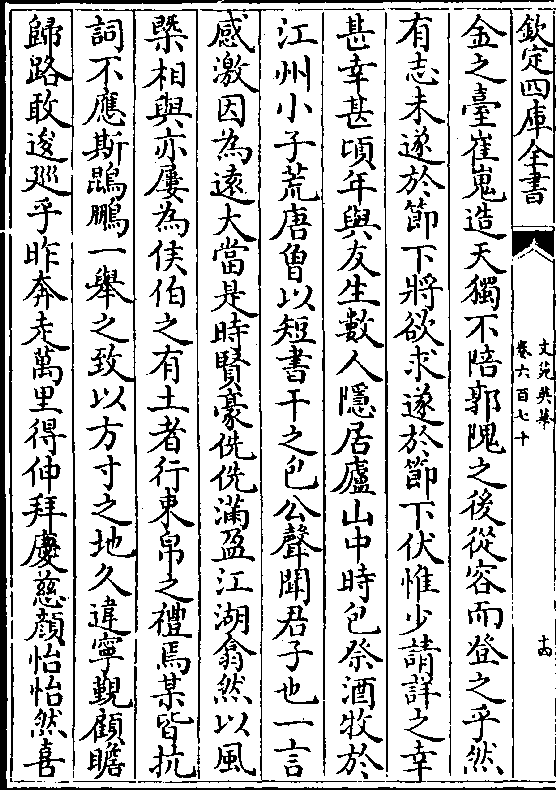 欽定四庫全書
文苑英華
卷六百七十
十四
金之臺崔嵬造天獨不陪郭隗之後從容而登之乎然
有志未遂於節下將欲求遂於節下伏惟少請詳之幸
甚幸甚頃年與友生數人隱居廬山中時包祭酒牧於
江州小子荒唐曾以短書干之包公聲聞君子也一言
感激因為遠大當是時賢豪侁侁滿盈江湖翕然以風
槩相與亦屢為侯伯之有土者行束帛之禮焉某皆抗
詞不應斯鵾鵬一舉之致以方寸之地久違寧覲顧瞻
歸路敢逡廵乎昨奔走萬里得伸拜慶慈顔怡怡然喜